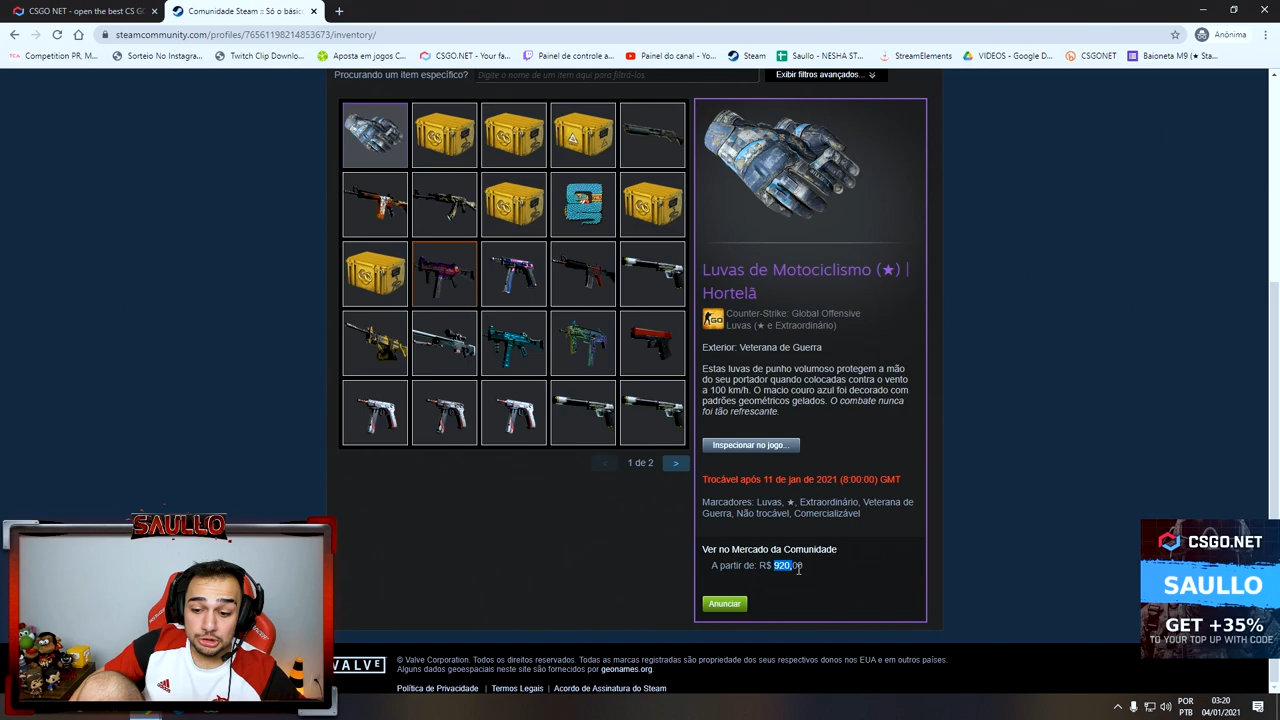 CSGO NET - open the best CS GO
Comunidade Steam :: Só o básic
steamcommunity.com/profiles/76561198214853673/inventory/
Anônima
Competition PR, M...
Sorteio No Instagra...
Twitch Clip Downlo...
Aposta em jogos C...
CSGO.NET - Your fa...
Painel de controle a...
Painel do canal - Yo...
Steam
Saullo - NESHA ST...
StreamElements
VIDEOS - Google D...
CSGONET
Baioneta M9 (★ Sta...
Procurando um item específico?
Digite o nome de um item aqui para filtrá-los
Exibir filtros avançados...
Luvas de Motociclismo (★) |
Hortelã
Counter-Strike: Global Offensive
Luvas (★ e Extraordinário)
Exterior: Veterana de Guerra
Estas luvas de punho volumoso protegem a mão
do seu portador quando colocadas contra o vento
a 100 km/h. O macio couro azul foi decorado com
padrões geométricos gelados. O combate nunca
foi tão refrescante.
Inspecionar no jogo...
< 1 de 2 >
Trocável após 11 de jan de 2021 (8:00:00) GMT
Marcadores: Luvas, ★, Extraordinário, Veterana de
Guerra, Não trocável, Comercializável
Ver no Mercado da Comunidade
A partir de: R$ 920,00
Anunciar
SAULLO
CSGO.NET
SAULLO
GET +35%
TO YOUR TOP UP WITH CODE
VALVE
© Valve Corporation. Todos os direitos reservados. Todas as marcas registradas são propriedade dos seus respectivos donos nos EUA e em outros países.
Alguns dados geoespaciais neste site são fornecidos por geonames.org.
Política de Privacidade | Termos Legais | Acordo de Assinatura do Steam
POR
PTB
03:20
04/01/2021